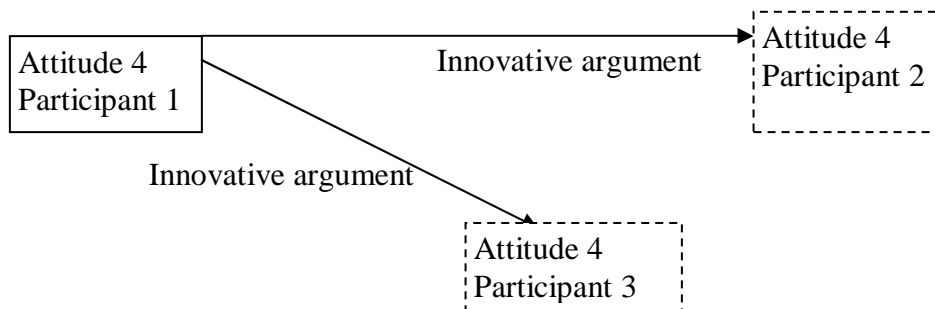 Attitude 4
Participant 1
Innovative argument
Attitude 4
Participant 2
Innovative argument
Attitude 4
Participant 3